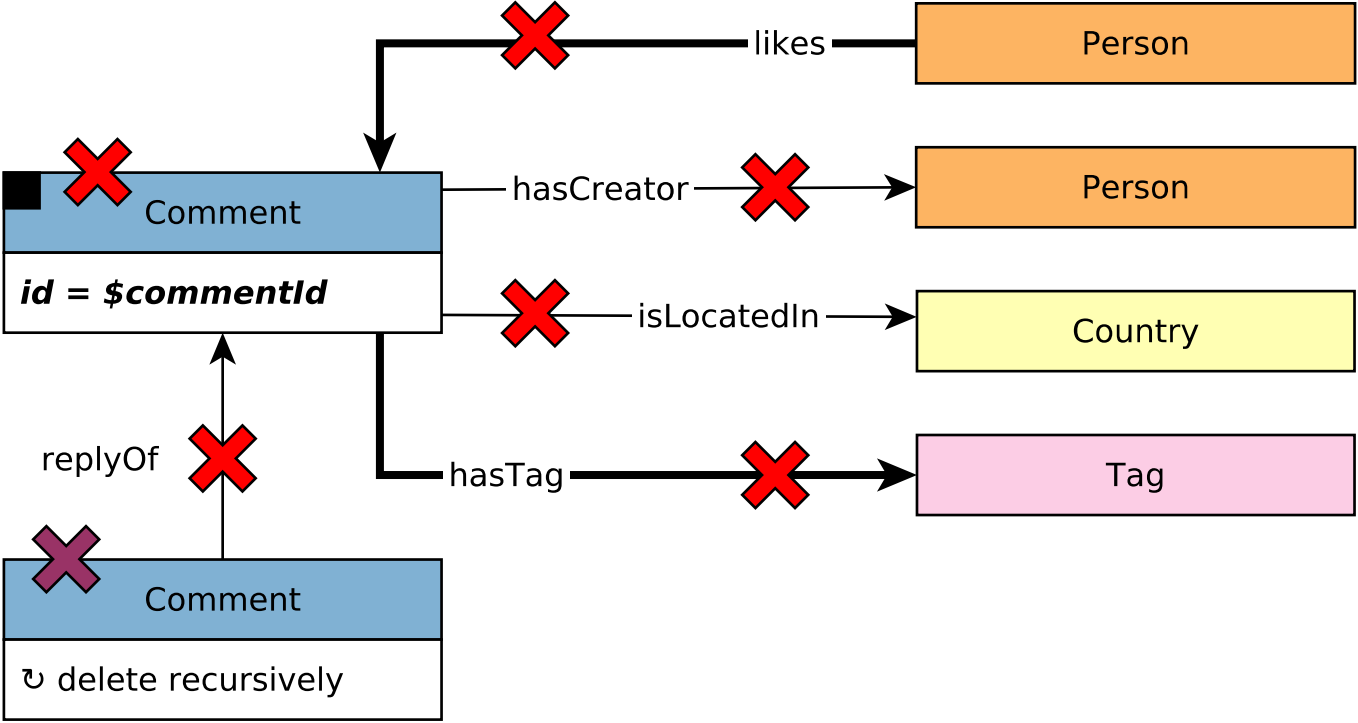 likes
Person
Comment
id = $commentId
hasCreator
Person
isLocatedIn
Country
replyOf
hasTag
Tag
Comment
↻ delete recursively